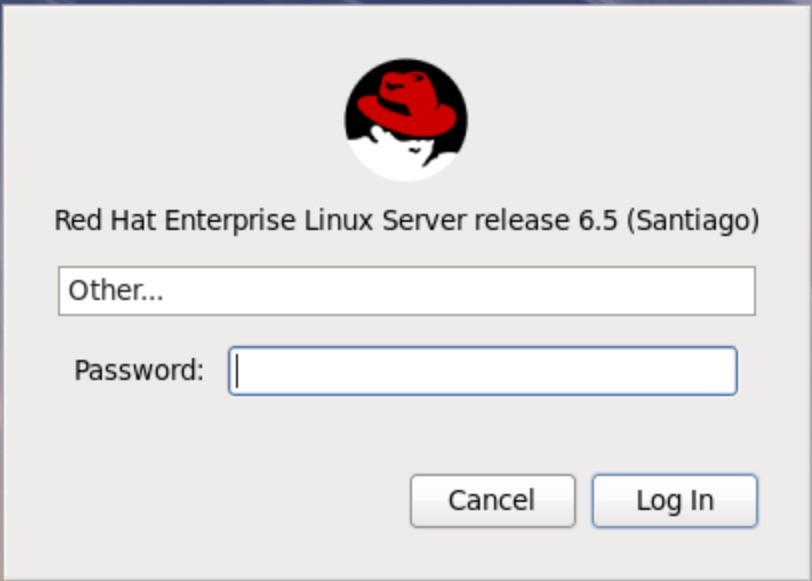 Red Hat Enterprise Linux Server release 6.5 (Santiago)
Other...
Password:
Cancel Log In